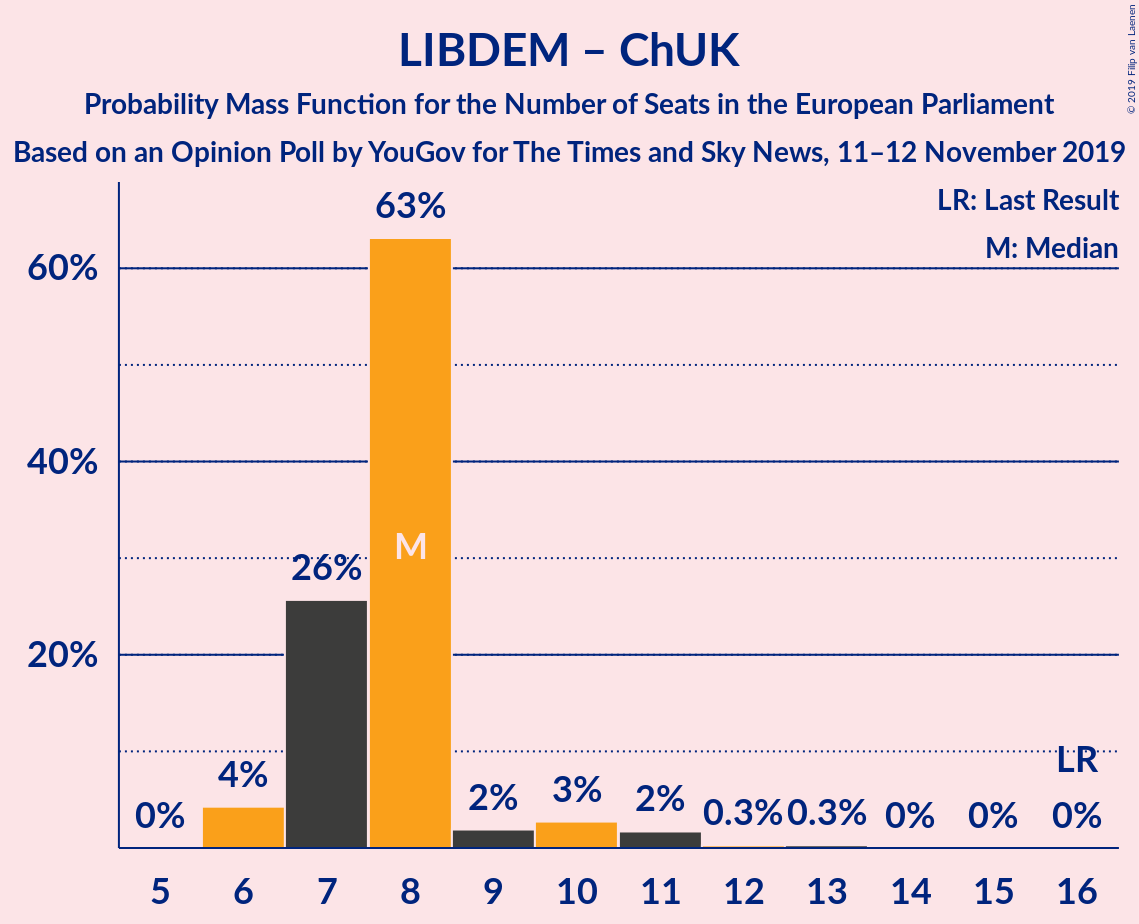 LIBDEM – ChUK
Probability Mass Function for the Number of Seats in the European Parliament
Based on an Opinion Poll by YouGov for The Times and Sky News, 11–12 November 2019
© 2019 Filip van Laenen
LR: Last Result
M: Median
63%
60%
40%
M
26%
20%
LR
4%
0%
2%
3%
2%
0.3%
0.3%
0%
0%
0%
5 6 7 8 9 10 11 12 13 14 15 16